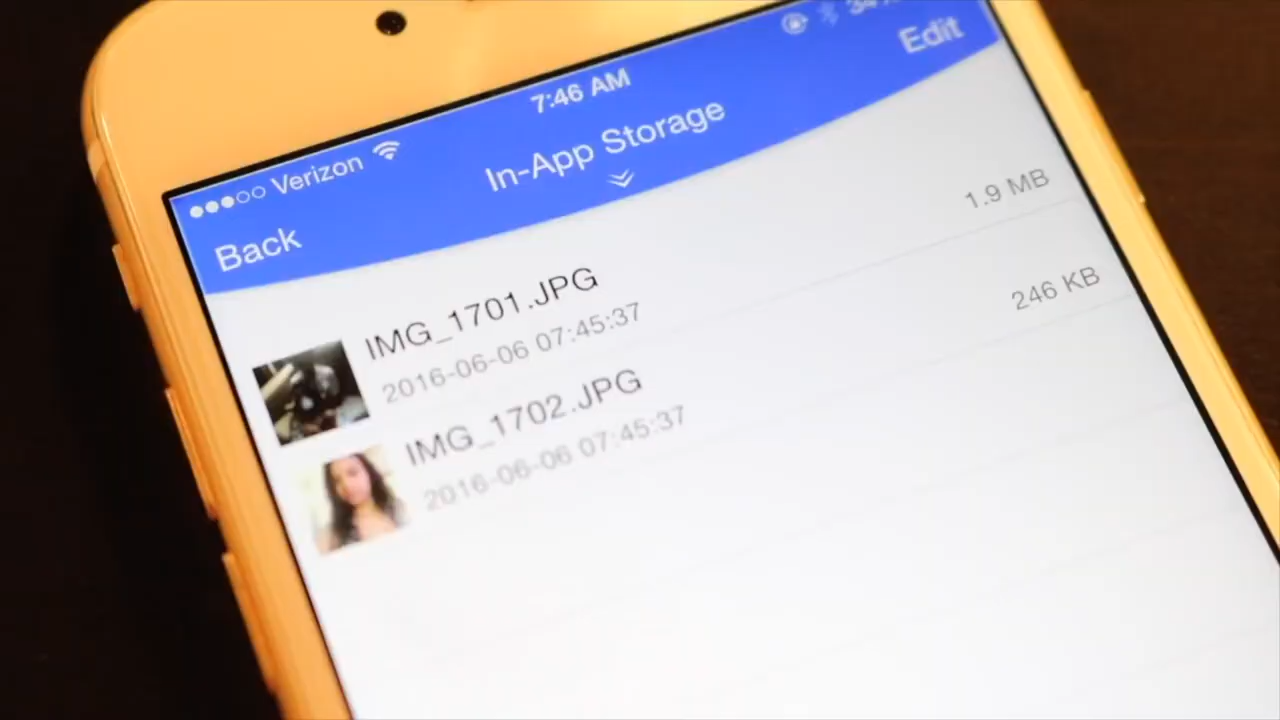 Verizon
7:46 AM
Back
In-App Storage
Edit
IMG_1701.JPG
2016-06-06 07:45:37
1.9 MB
IMG_1702.JPG
2016-06-06 07:45:37
246 KB